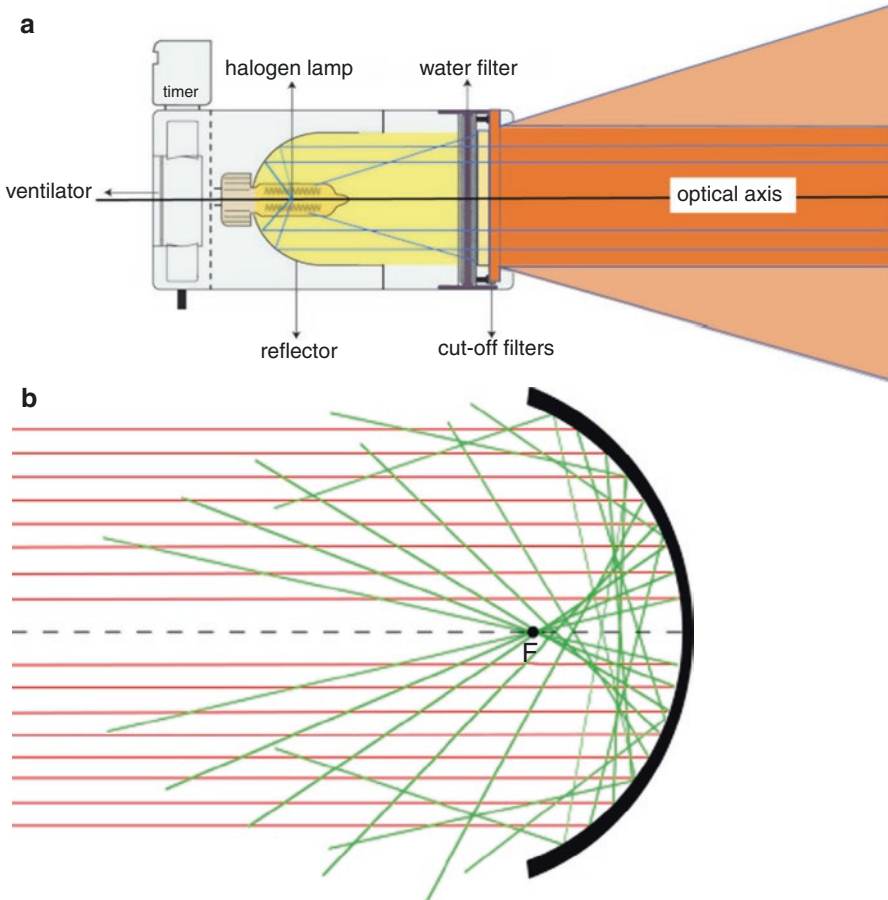 a
timer
halogen lamp
water filter
ventilator
optical axis
reflector
cut-off filters
b
F